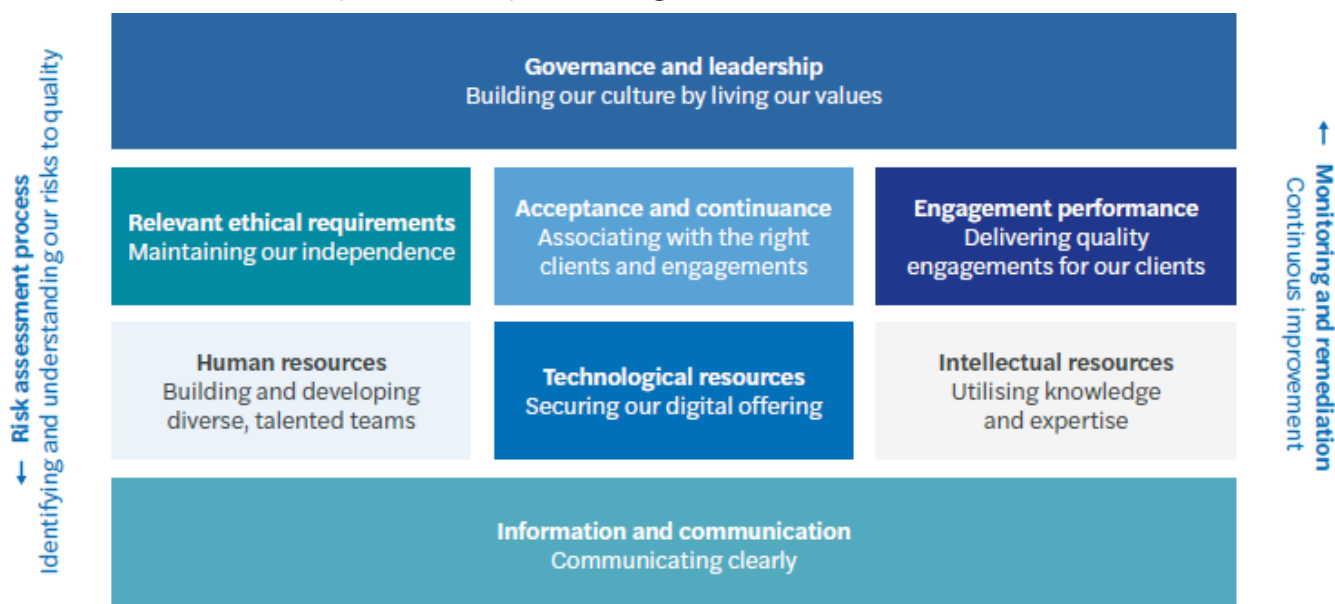 Governance and leadership
Building our culture by living our values
← Risk assessment process
Identifying and understanding our risks to quality
Relevant ethical requirements
Maintaining our independence
Acceptance and continuance
Associating with the right
clients and engagements
Engagement performance
Delivering quality
engagements for our clients
Human resources
Building and developing
diverse, talented teams
Technological resources
Securing our digital offering
Intellectual resources
Utilising knowledge
and expertise
Information and communication
Communicating clearly
← Monitoring and remediation
Continuous improvement